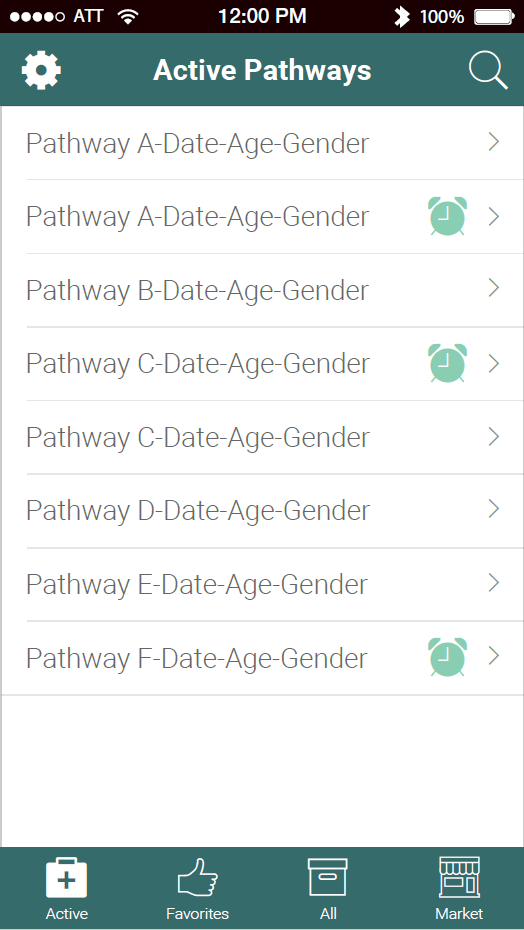 ATT 12:00 PM 100%
Active Pathways
Pathway A-Date-Age-Gender
Pathway A-Date-Age-Gender
Pathway B-Date-Age-Gender
Pathway C-Date-Age-Gender
Pathway C-Date-Age-Gender
Pathway D-Date-Age-Gender
Pathway E-Date-Age-Gender
Pathway F-Date-Age-Gender
Active Favorites All Market